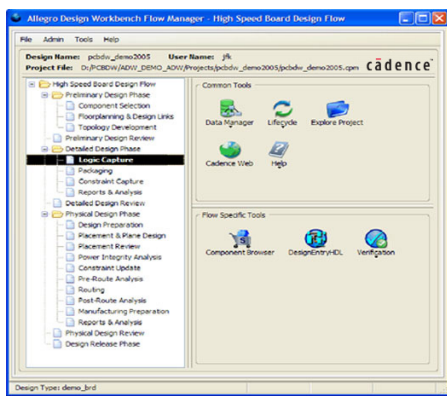 Allegro Design Workbench Flow Manager - High Speed Board Design Flow
File Admin Tools Help
Design Name: pcbdw_demo2005 User Name: jfk
Project File: D:/PCBDW/ADW_DEMO_ADW/Projects/pcbdw_demo2005/pcbdw_demo2005.cpm
cādence
High Speed Board Design Flow
Preliminary Design Phase
Component Selection
Floorplanning & Design Links
Topology Development
Preliminary Design Review
Detailed Design Phase
Logic Capture
Packaging
Constraint Capture
Reports & Analysis
Detailed Design Review
Physical Design Phase
Design Preparation
Placement & Plane Design
Placement Review
Power Integrity Analysis
Constraint Update
Pre-Route Analysis
Routing
Post-Route Analysis
Manufacturing Preparation
Reports & Analysis
Physical Design Review
Design Release Phase
Common Tools
Data Manager Lifecycle Explore Project
Cadence Web Help
Flow Specific Tools
Component Browser DesignEntryHDL Verification
Design Type: demo_brd